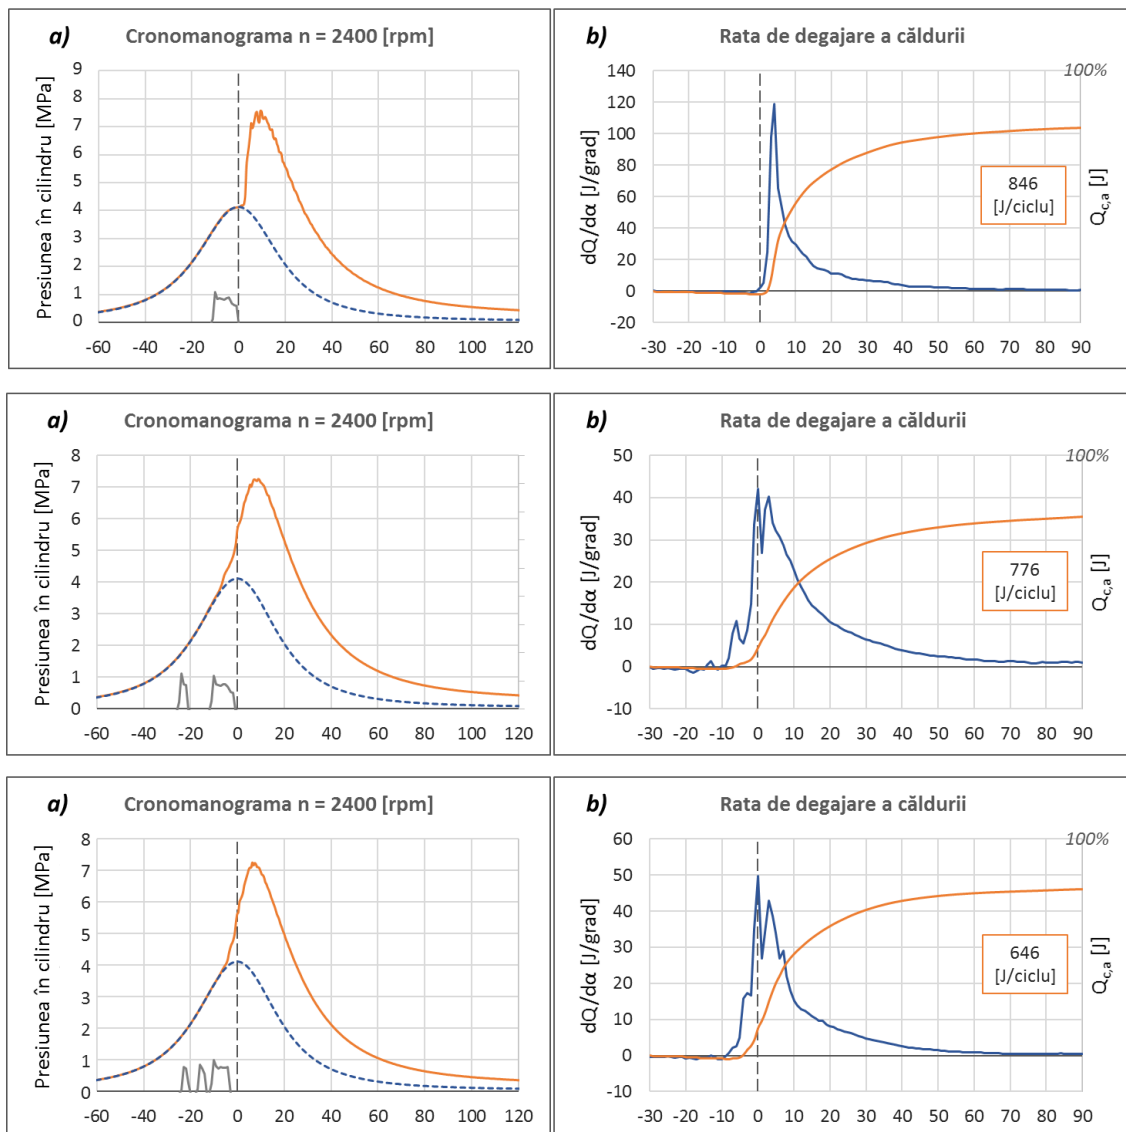 a) Cronomanograma n = 2400 [rpm]
Presiunea în cilindru [MPa]
9
8
7
6
5
4
3
2
1
0
-60 -40 -20 0 20 40 60 80 100 120
b) Rata de degajare a căldurii
100%
dQ/dα [J/grad]
140
120
100
80
60
40
20
0
-20
846
[J/ciclu]
Qc,a [J]
-30 -20 -10 0 10 20 30 40 50 60 70 80 90
a) Cronomanograma n = 2400 [rpm]
Presiunea în cilindru [MPa]
8
7
6
5
4
3
2
1
0
-60 -40 -20 0 20 40 60 80 100 120
b) Rata de degajare a căldurii
100%
dQ/dα [J/grad]
50
40
30
20
10
0
-10
776
[J/ciclu]
Qc,a [J]
-30 -20 -10 0 10 20 30 40 50 60 70 80 90
a) Cronomanograma n = 2400 [rpm]
Presiunea în cilindru [MPa]
8
7
6
5
4
3
2
1
0
-60 -40 -20 0 20 40 60 80 100 120
b) Rata de degajare a căldurii
100%
dQ/dα [J/grad]
60
50
40
30
20
10
0
-10
646
[J/ciclu]
Qc,a [J]
-30 -20 -10 0 10 20 30 40 50 60 70 80 90